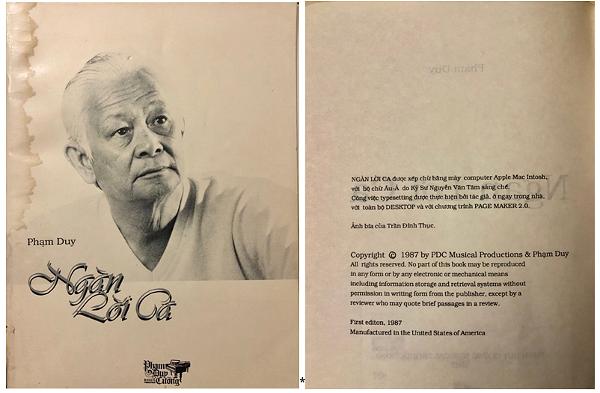 Phạm Duy
Ngàn
Lời Ca
Phạm
Duy
Cường
*
Phạm Duy
NGÀN LỜI CA được xếp chữ bằng máy computer Apple Mac Intosh,
với bộ chữ Âu-Á do Kỹ Sư Nguyễn Văn Tâm sáng chế.
Công việc typesetting được thực hiện bởi tác giả, ở ngay trong nhà,
với toàn bộ DESKTOP và với chương trình PAGE MAKER 2.0.
Ảnh bìa của Trần Đình Thục.
Copyright © 1987 by PDC Musical Productions & Phạm Duy
All rights reserved. No part of this book may be reproduced
in any form or by any electronic or mechanical means
including information storage and retrieval systems without
permission in writing form from the publisher, except by a
reviewer who may quote brief passages in a review.
First editon, 1987
Manufactured in the United States of America